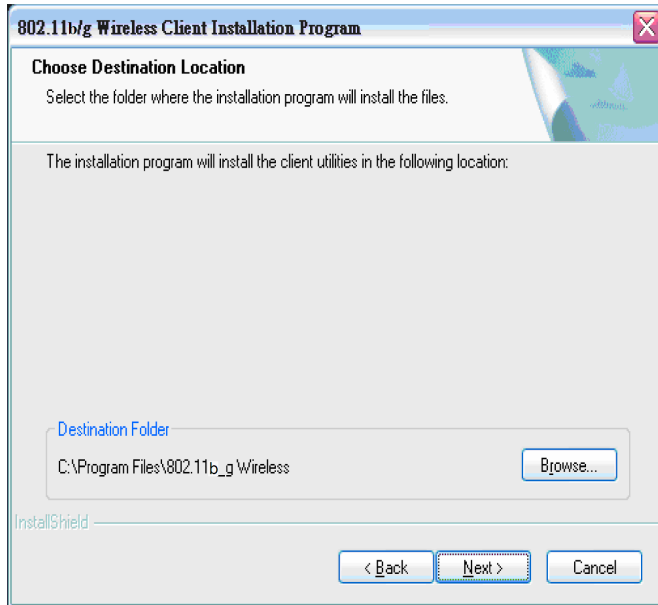 802.11b/g Wireless Client Installation Program
Choose Destination Location
Select the folder where the installation program will install the files.
The installation program will install the client utilities in the following location:
Destination Folder
C:\Program Files\802.11b_g Wireless
Browse...
InstallShield
< Back
Next >
Cancel